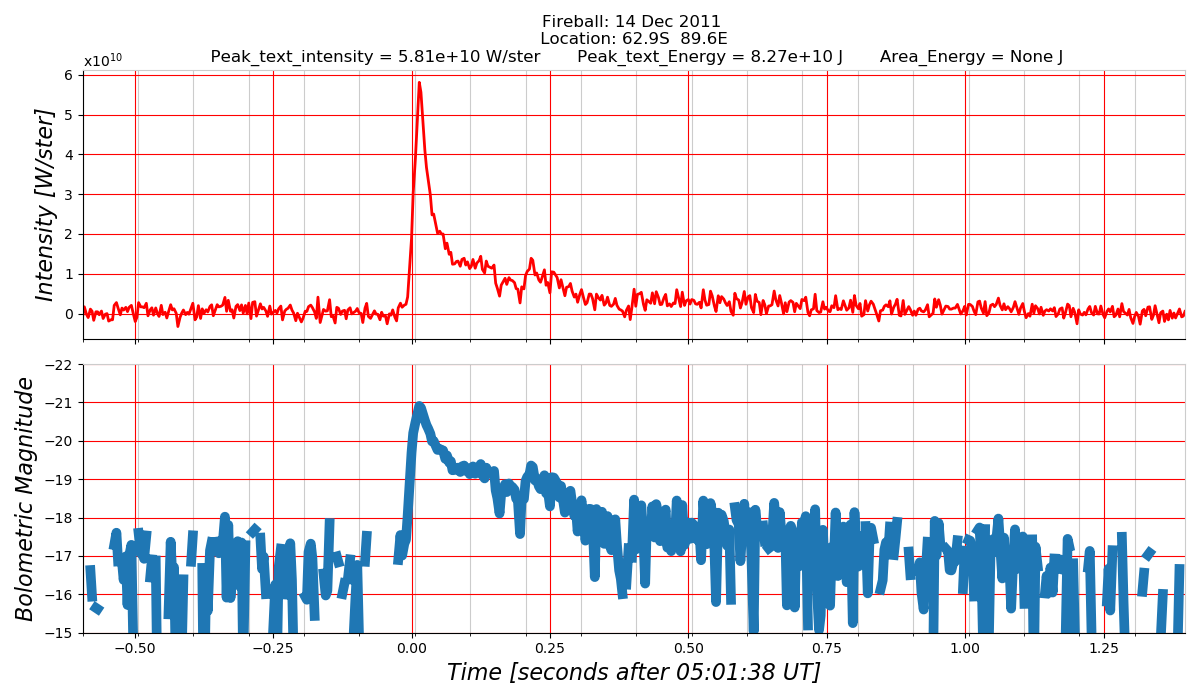 Fireball: 14 Dec 2011
Location: 62.9S 89.6E
Peak_text_intensity = 5.81e+10 W/ster Peak_text_Energy = 8.27e+10 J Area_Energy = None J
x10¹⁰
6
5
4
3
2
1
0
Intensity [W/ster]
−22
−21
−20
−19
−18
−17
−16
−15
Bolometric Magnitude
−0.50 −0.25 0.00 0.25 0.50 0.75 1.00 1.25
Time [seconds after 05:01:38 UT]